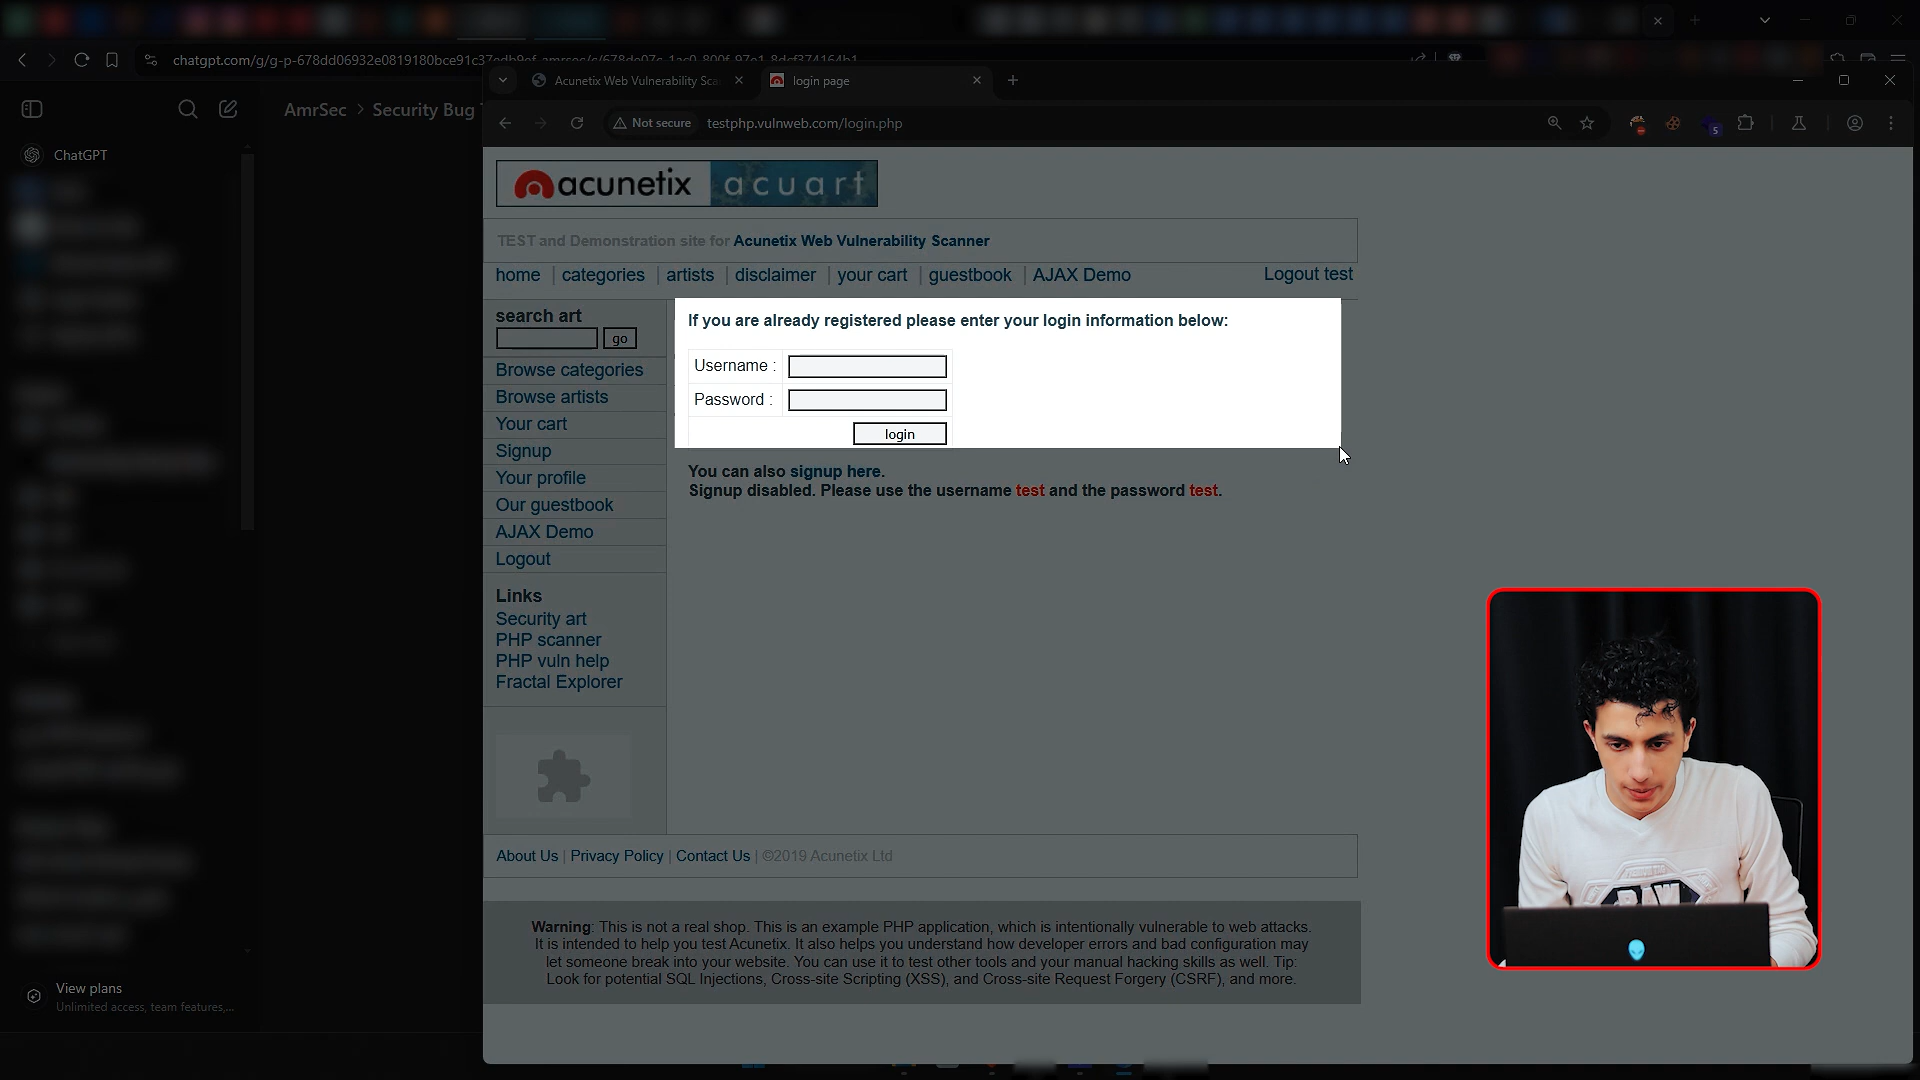 chatgpt.com/g/g-p-678dd06932e0819180bce91c37edb9ef-amrsec/c/678de07c-1ac0-800f-97e1-8dcf374164b1
AmrSec > Security Bug
ChatGPT
View plans
Unlimited access, team features,...
Acunetix Web Vulnerability Sca
login page
Not secure
testphp.vulnweb.com/login.php
5
acunetix acuart
TEST and Demonstration site for Acunetix Web Vulnerability Scanner
home | categories | artists | disclaimer | your cart | guestbook | AJAX Demo
Logout test
search art
go
Browse categories
Browse artists
Your cart
Signup
Your profile
Our guestbook
AJAX Demo
Logout
Links
Security art
PHP scanner
PHP vuln help
Fractal Explorer
If you are already registered please enter your login information below:
Username :
Password :
login
You can also signup here.
Signup disabled. Please use the username test and the password test.
About Us | Privacy Policy | Contact Us | ©2019 Acunetix Ltd
Warning: This is not a real shop. This is an example PHP application, which is intentionally vulnerable to web attacks.
It is intended to help you test Acunetix. It also helps you understand how developer errors and bad configuration may
let someone break into your website. You can use it to test other tools and your manual hacking skills as well. Tip:
Look for potential SQL Injections, Cross-site Scripting (XSS), and Cross-site Request Forgery (CSRF), and more.